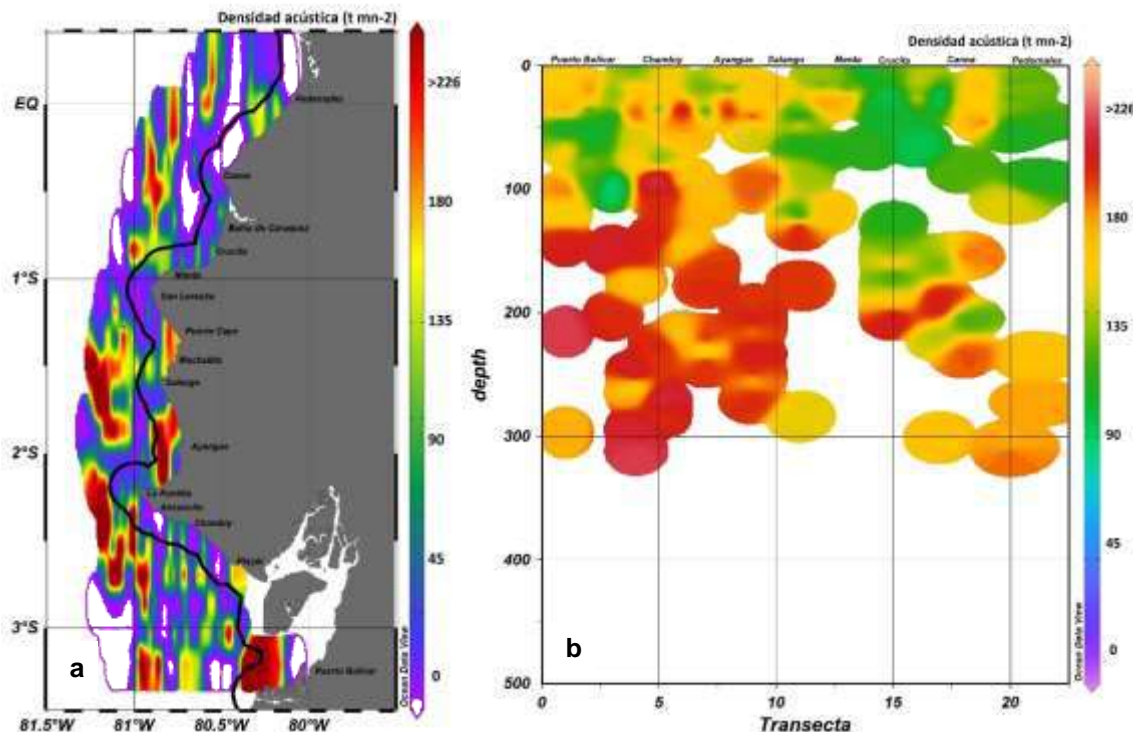 Densidad acústica (t mn-2)
>226
EQ
Pedernales
180
Canoa
Bahía de Caraquez
Crucita
1°S
Manta
San Lorenzo
135
Puerto Cayo
Machalilla
Salango
90
2°S
Ayangue
La Puntilla
Anconcito
Chanduy
45
Playas
3°S
0
Puerto Bolivar
Ocean Data View
a
81.5°W 81°W 80.5°W 80°W
Densidad acústica (t mn-2)
Puerto Bolivar Chanduy Ayangue Salango Manta Crucita Canoa Pedernales
0
>226
100
180
200
135
depth
300
90
400
45
0
500
Ocean Data View
b
0 5 10 15 20
Transecta